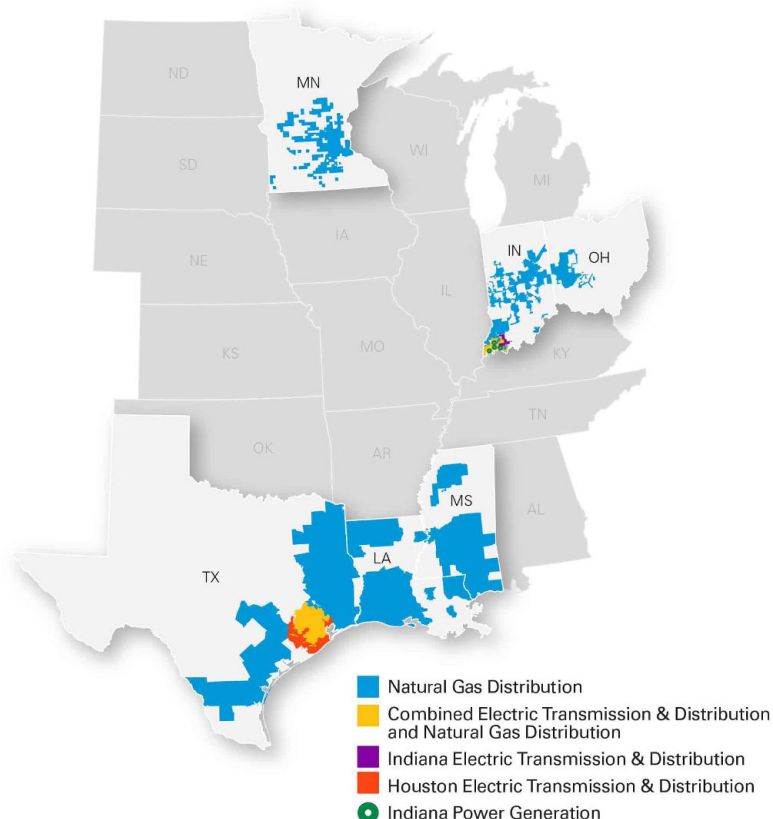 ND
MN
SD
WI
MI
IA
NE
IN
OH
IL
KS
MO
KY
TN
OK
AR
MS
AL
LA
TX
Natural Gas Distribution
Combined Electric Transmission & Distribution
and Natural Gas Distribution
Indiana Electric Transmission & Distribution
Houston Electric Transmission & Distribution
Indiana Power Generation